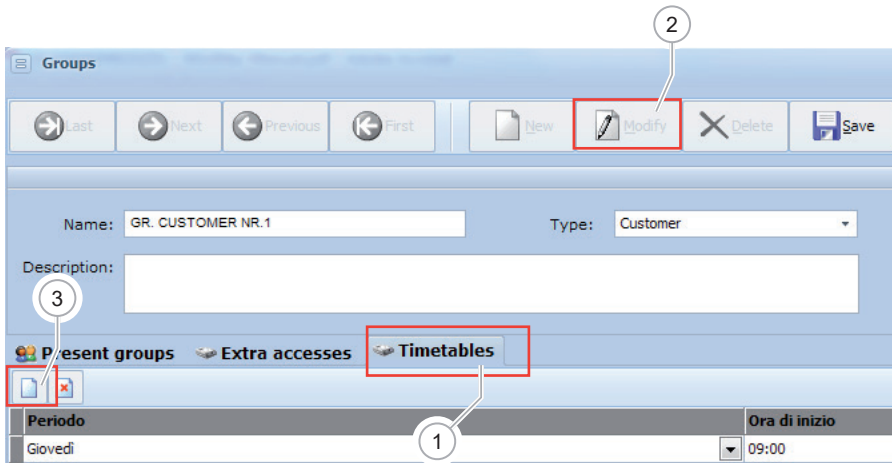 2
Groups
Last Next Previous First New Modify Delete Save
Name: GR. CUSTOMER NR.1 Type: Customer
Description:
3
Present groups Extra accesses Timetables
Periodo Ora di inizio
1
Giovedì 09:00